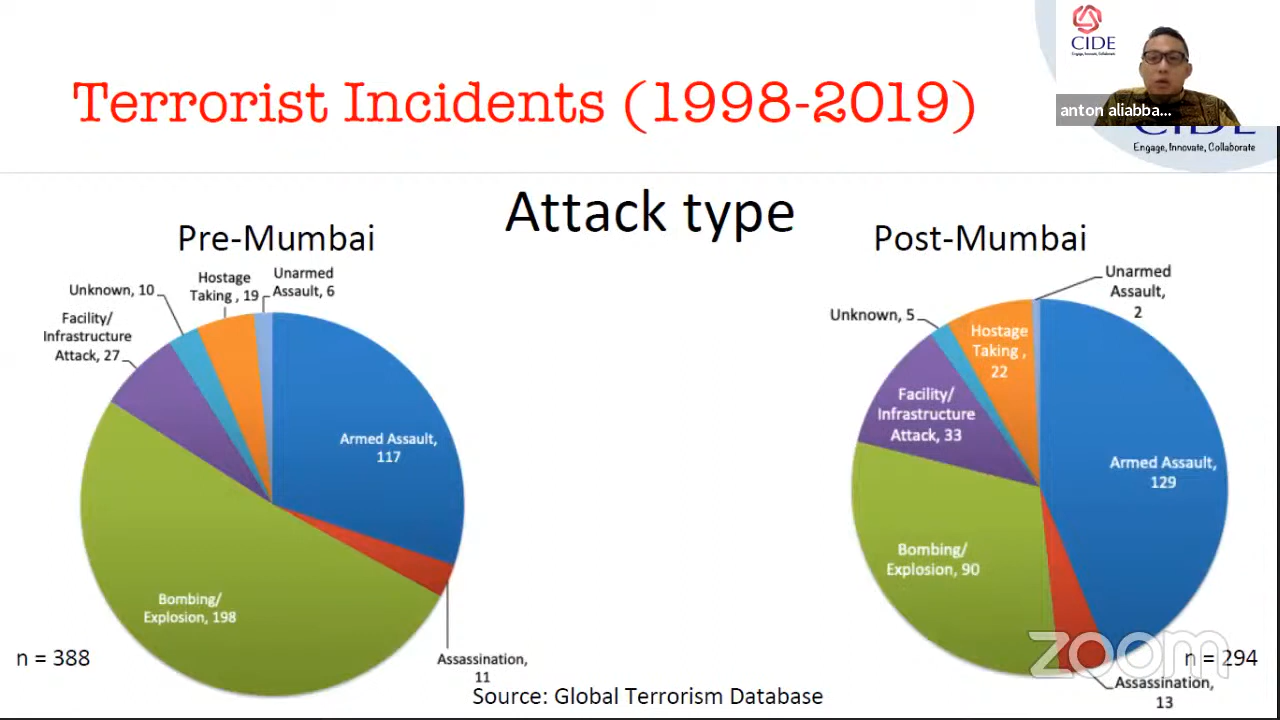 CIDE
Engage, Innovate, Collaborate
anton aliabba...
Terrorist Incidents (1998-2019)
Engage, Innovate, Collaborate
Attack type
Pre-Mumbai
Unknown, 10
Hostage
Taking , 19
Unarmed
Assault, 6
Facility/
Infrastructure
Attack, 27
Armed Assault,
117
Bombing/
Explosion, 198
Assassination,
11
n = 388
Post-Mumbai
Unarmed
Assault,
2
Unknown, 5
Hostage
Taking ,
22
Facility/
Infrastructure
Attack, 33
Armed Assault,
129
Bombing/
Explosion, 90
zoom
n = 294
Assassination,
13
Source: Global Terrorism Database